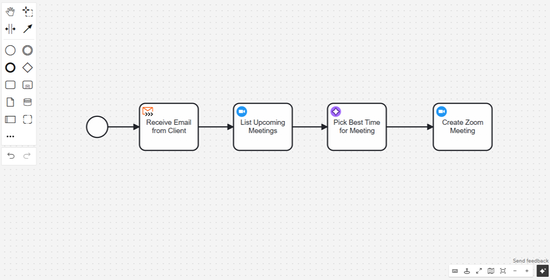 Receive Email
from Client
List Upcoming
Meetings
Pick Best Time
for Meeting
Create Zoom
Meeting
Send feedback